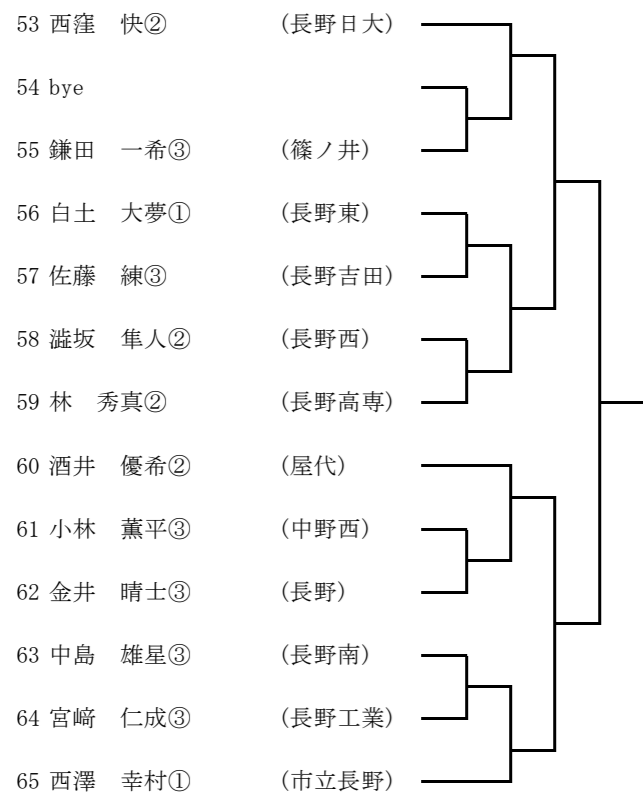 53 西窪　快② (長野日大)
54 bye
55 鎌田　一希③ (篠ノ井)
56 白土　大夢① (長野東)
57 佐藤　練③ (長野吉田)
58 澁坂　隼人② (長野西)
59 林　秀真② (長野高専)
60 酒井　優希② (屋代)
61 小林　薫平③ (中野西)
62 金井　晴士③ (長野)
63 中島　雄星③ (長野南)
64 宮﨑　仁成③ (長野工業)
65 西澤　幸村① (市立長野)